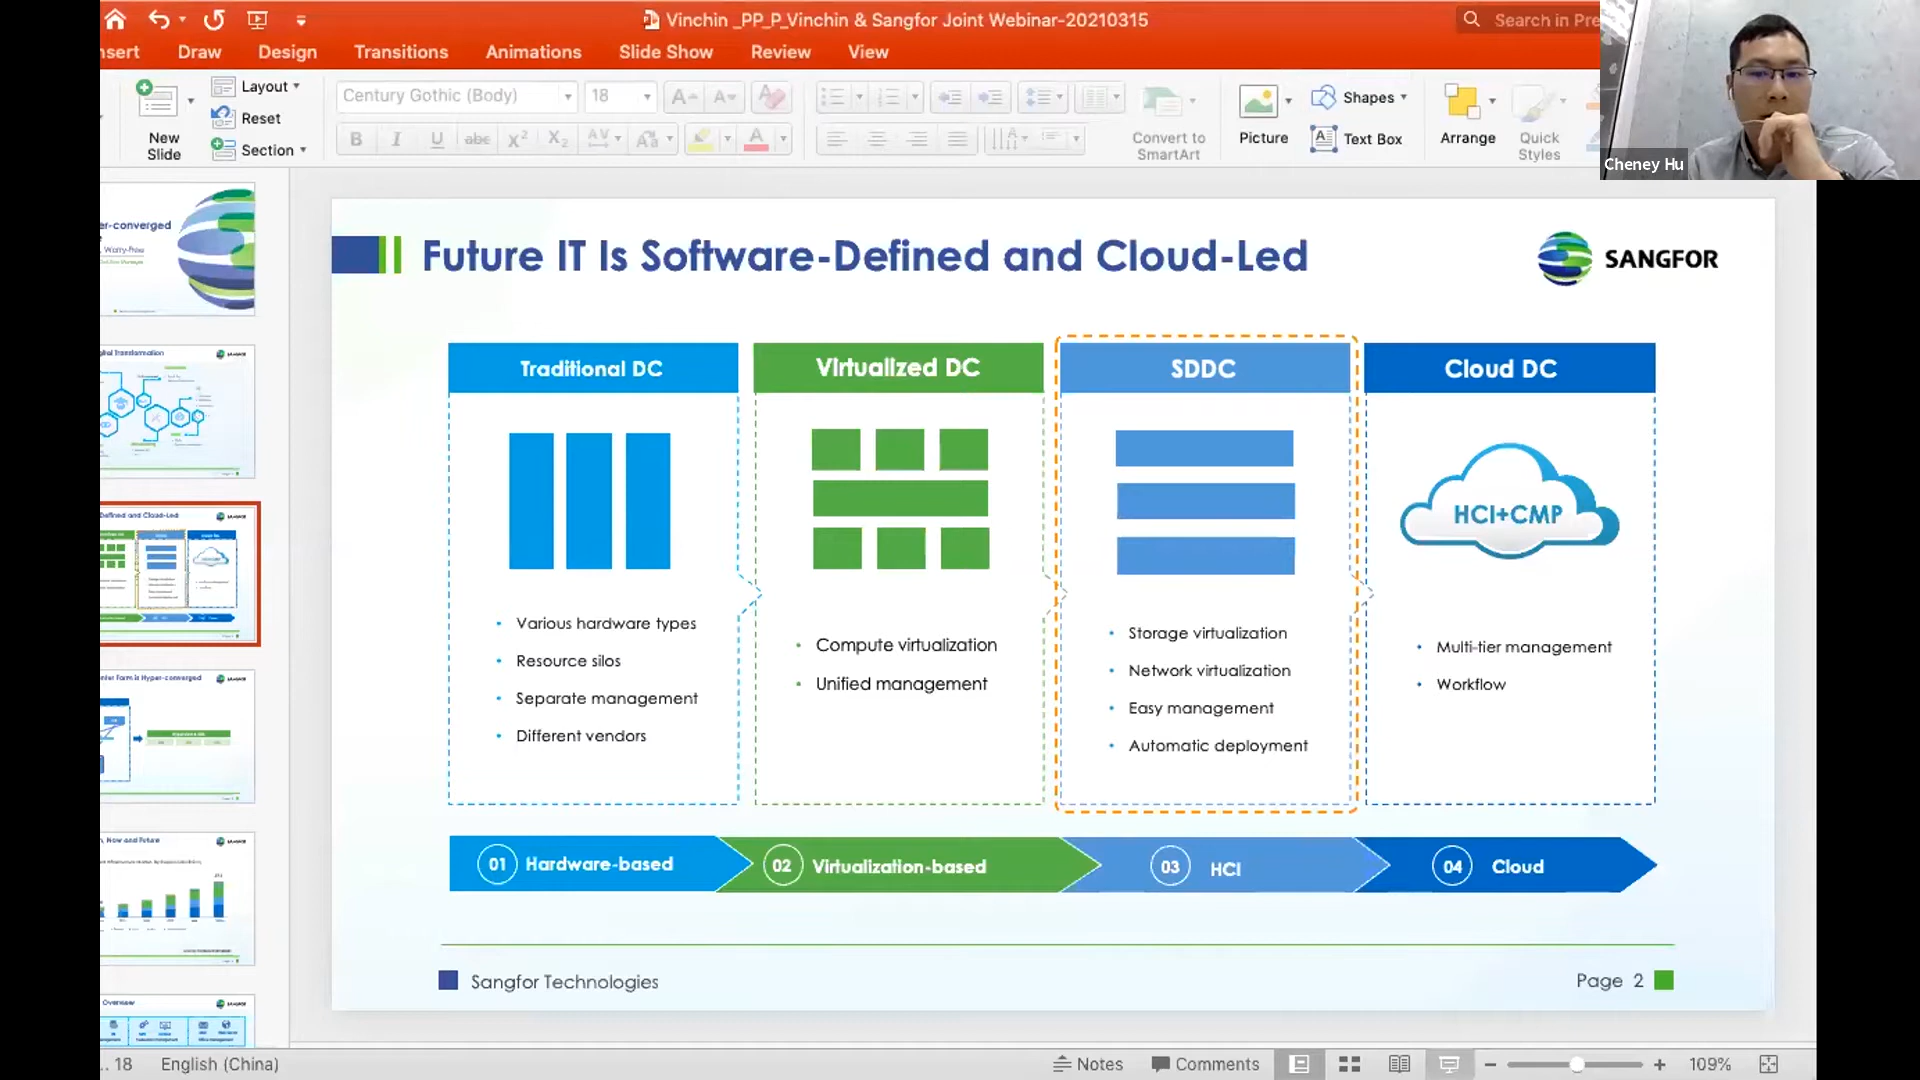 Vinchin _PP_P_Vinchin & Sangfor Joint Webinar-20210315
Search in Pre
nsert Draw Design Transitions Animations Slide Show Review View
New Slide
Layout
Reset
Section
Century Gothic (Body)
18
Convert to SmartArt
Picture
Shapes
Text Box
Arrange
Quick Styles
Cheney Hu
Future IT Is Software-Defined and Cloud-Led
SANGFOR
Traditional DC
Various hardware types
Resource silos
Separate management
Different vendors
Virtualized DC
Compute virtualization
Unified management
SDDC
Storage virtualization
Network virtualization
Easy management
Automatic deployment
Cloud DC
HCI+CMP
Multi-tier management
Workflow
01 Hardware-based
02 Virtualization-based
03 HCI
04 Cloud
Sangfor Technologies
Page 2
18
English (China)
Notes
Comments
109%